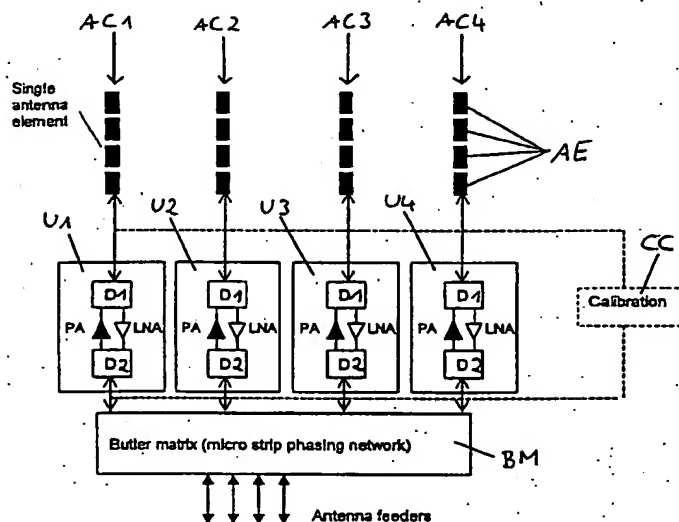 AC1 AC2 AC3 AC4
Single
antenna
element
AE
U1 U2 U3 U4
CC
D1 D1 D1 D1
Calibration
PA LNA PA LNA PA LNA PA LNA
D2 D2 D2 D2
Butler matrix (micro strip phasing network)
BM
Antenna feeders